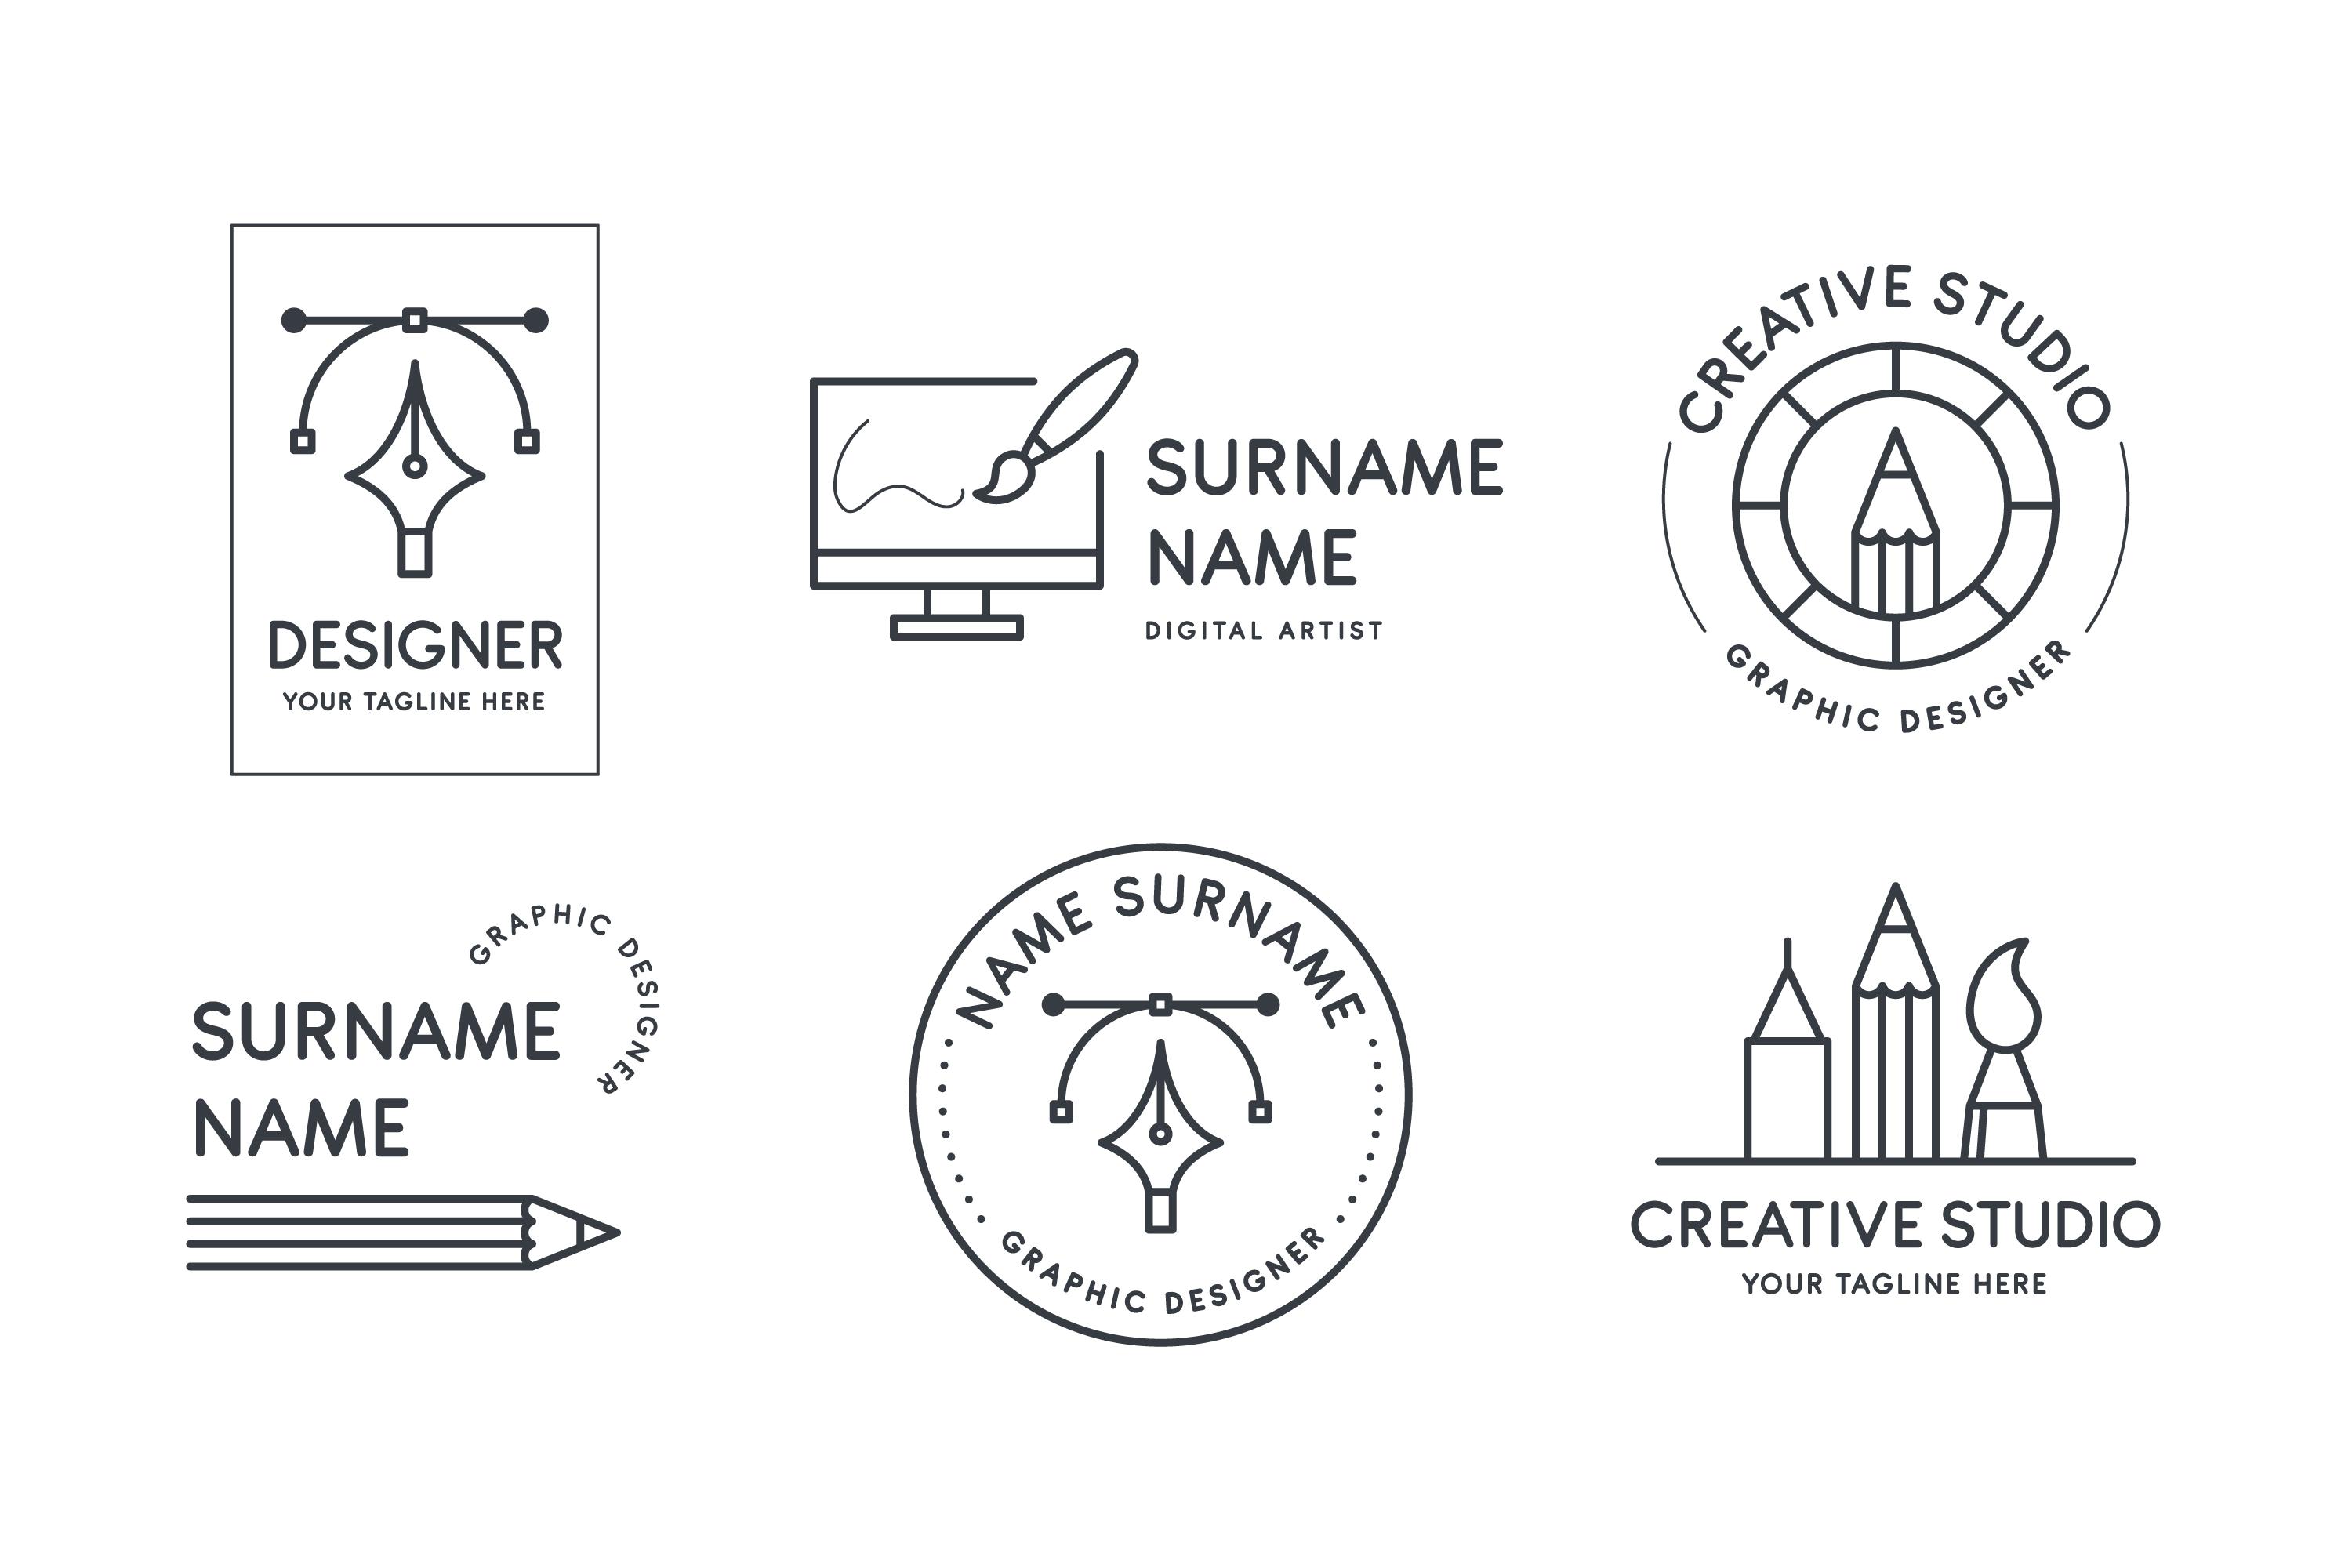 DESIGNER
YOUR TAGLINE HERE
SURNAME
NAME
DIGITAL ARTIST
CREATIVE STUDIO
GRAPHIC DESIGNER
GRAPHIC DESIGNER
SURNAME
NAME
NAME SURNAME
GRAPHIC DESIGNER
CREATIVE STUDIO
YOUR TAGLINE HERE